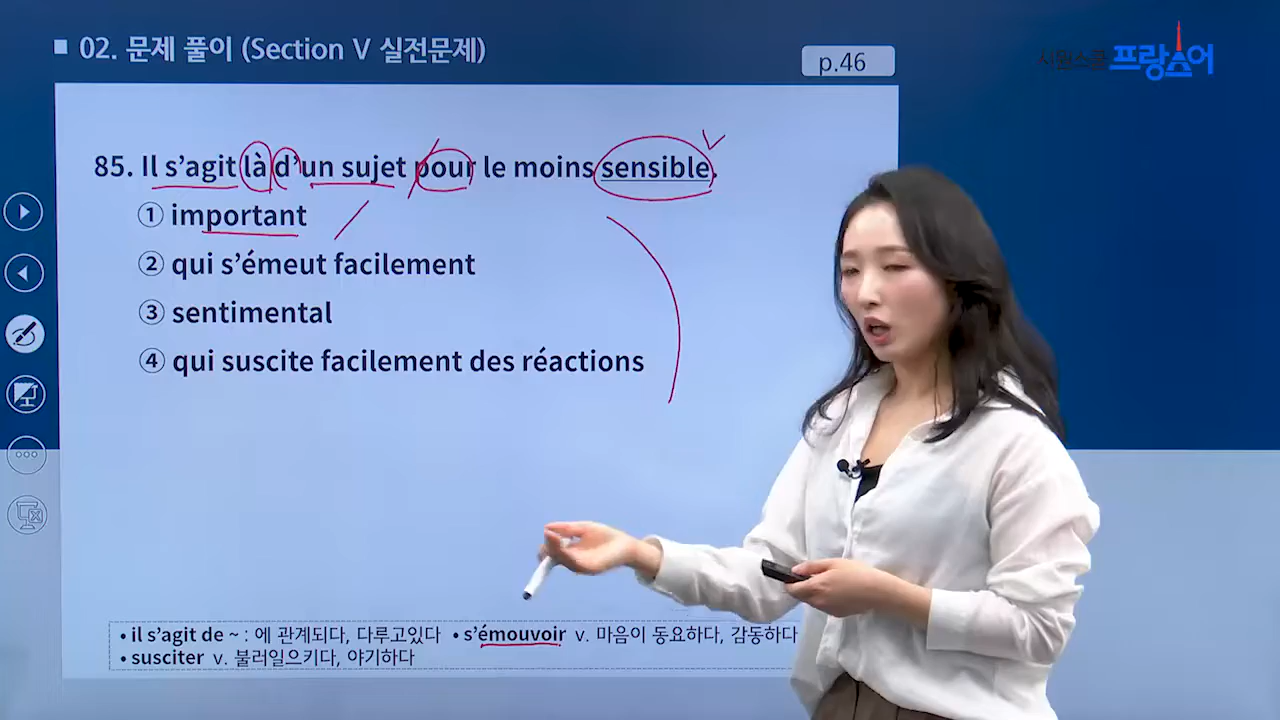 ■ 02. 문제 풀이 (Section V 실전문제)
p.46
시원스쿨 프랑스어
85. Il s’agit là d’un sujet pour le moins sensible.
① important
② qui s’émeut facilement
③ sentimental
④ qui suscite facilement des réactions
• il s’agit de ~ : 에 관계되다, 다루고있다 • s’émouvoir v. 마음이 동요하다, 감동하다
• susciter v. 불러일으키다, 야기하다